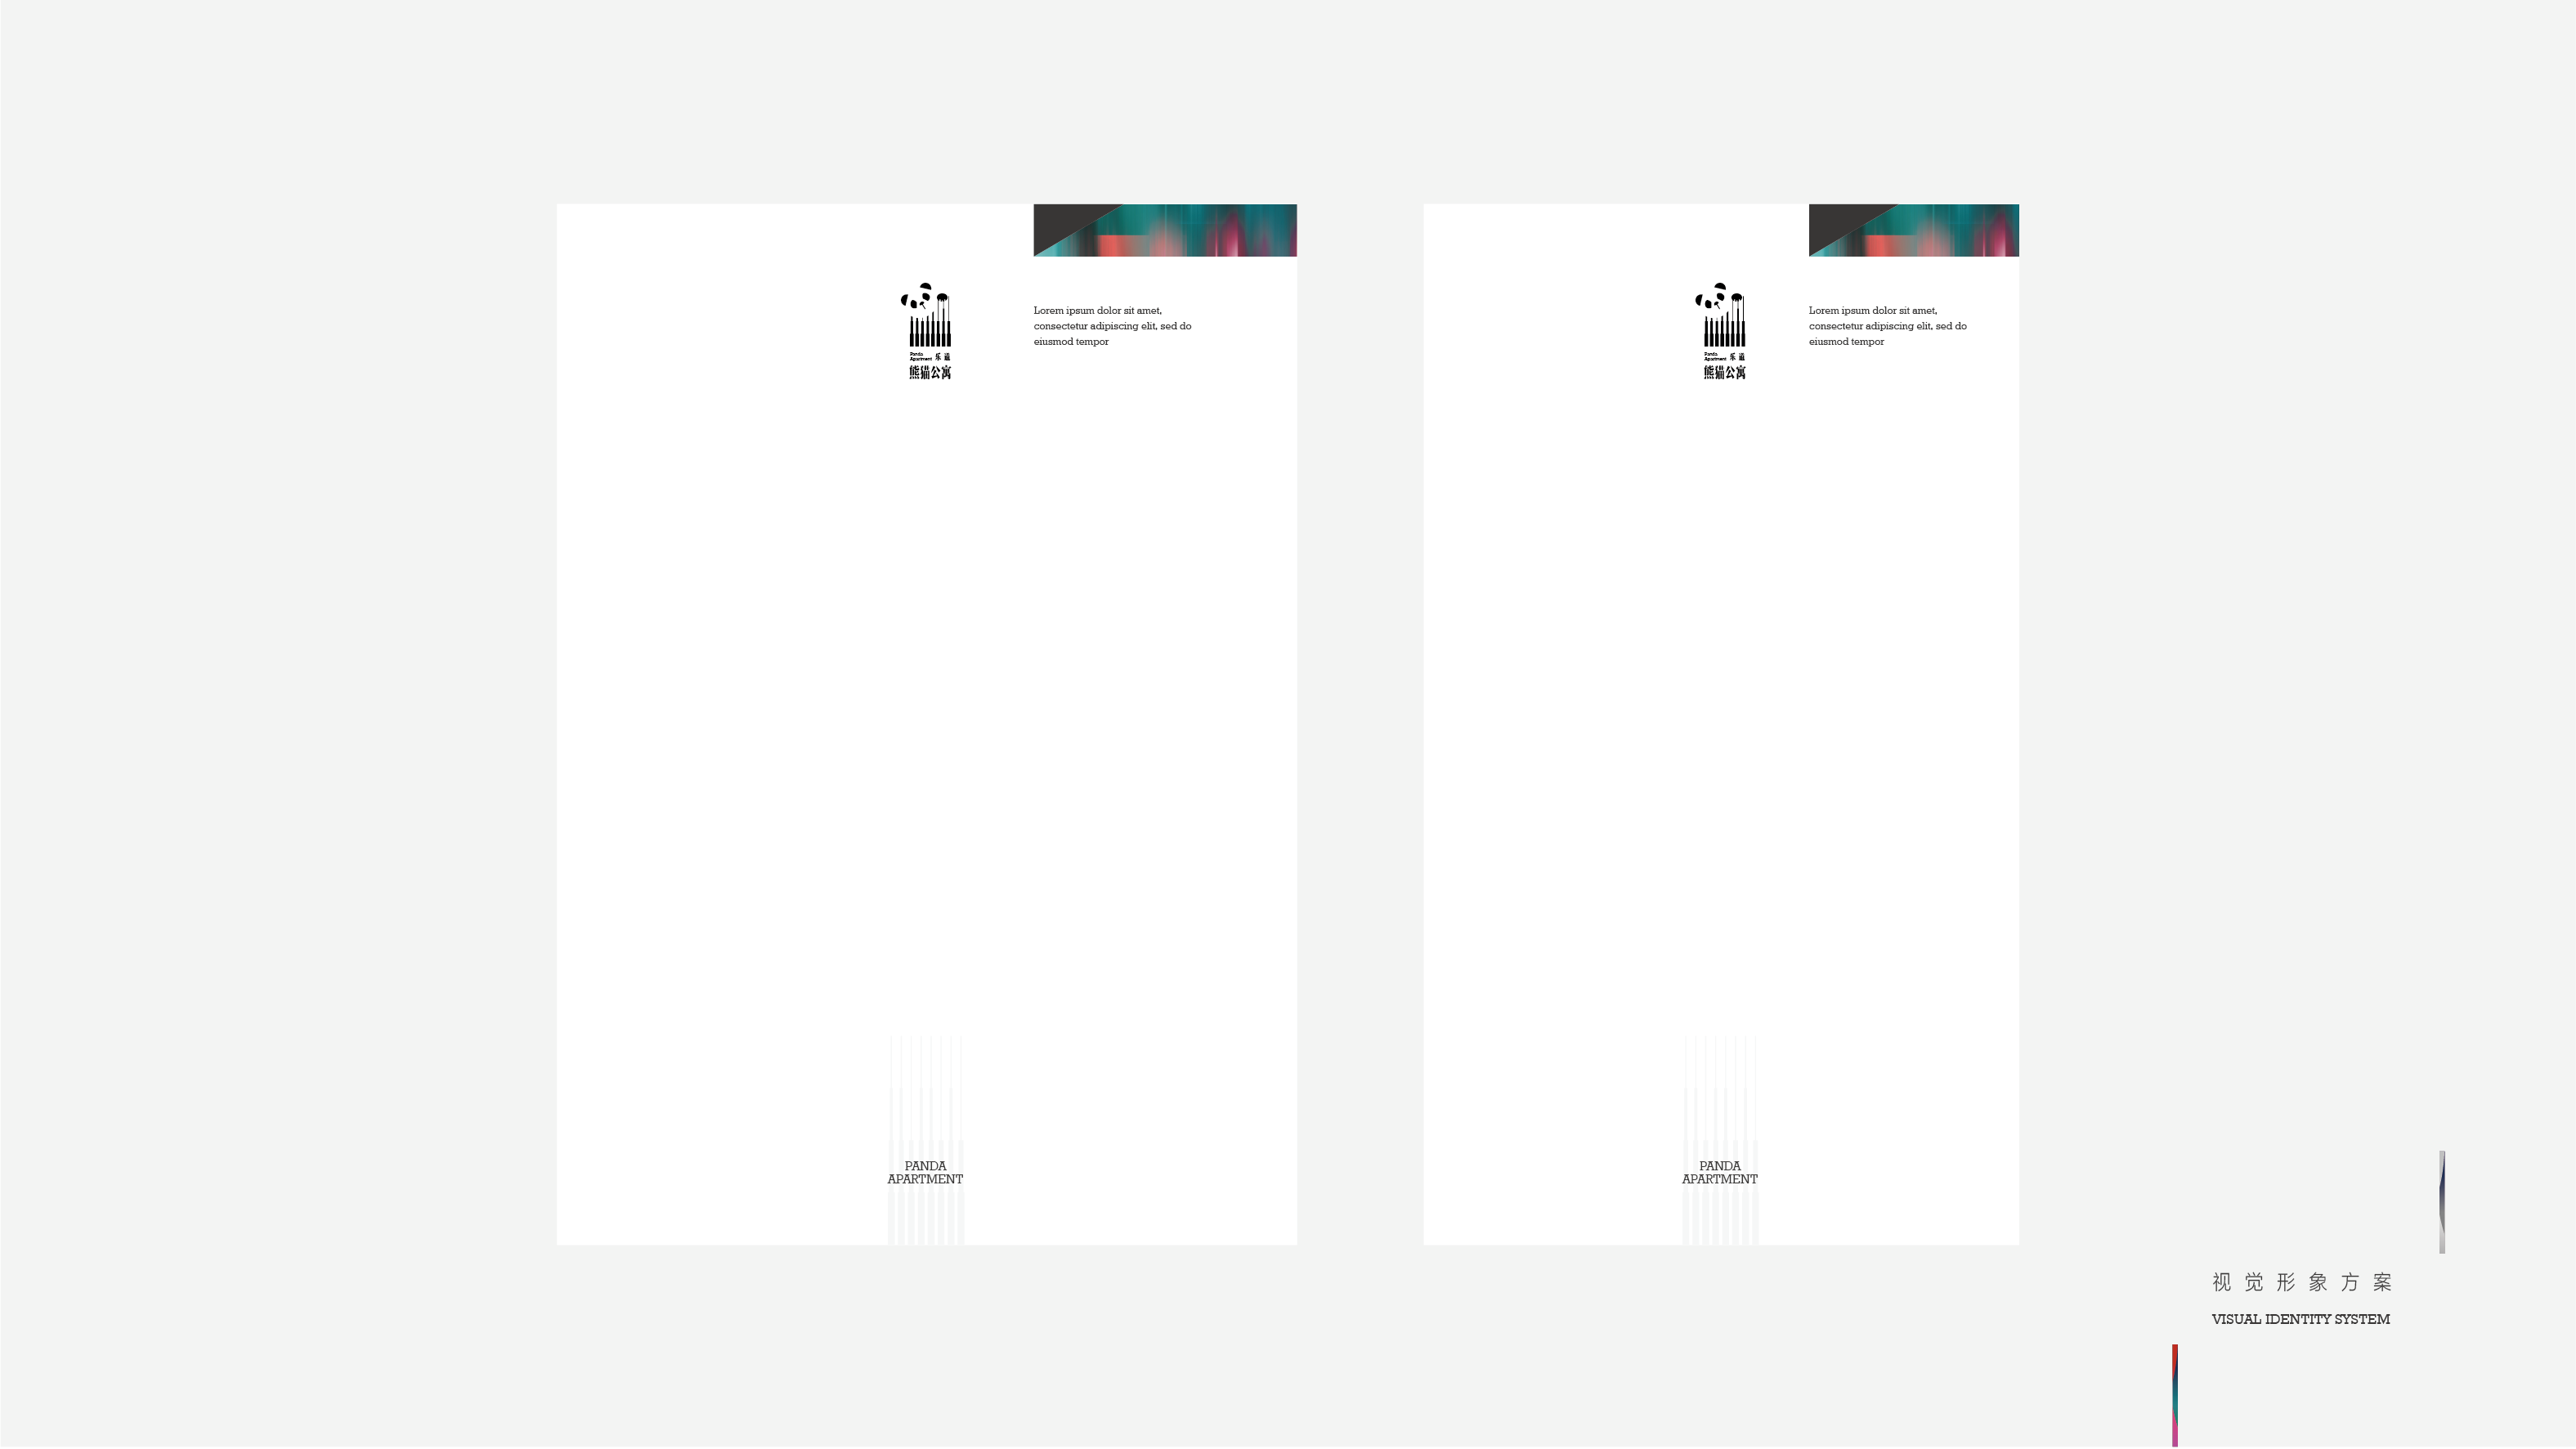 Panda
Apartment 乐 道
熊猫公寓
Lorem ipsum dolor sit amet,
consectetur adipiscing elit, sed do
eiusmod tempor
PANDA
APARTMENT
Panda
Apartment 乐 道
熊猫公寓
Lorem ipsum dolor sit amet,
consectetur adipiscing elit, sed do
eiusmod tempor
PANDA
APARTMENT
视觉形象方案
VISUAL IDENTITY SYSTEM